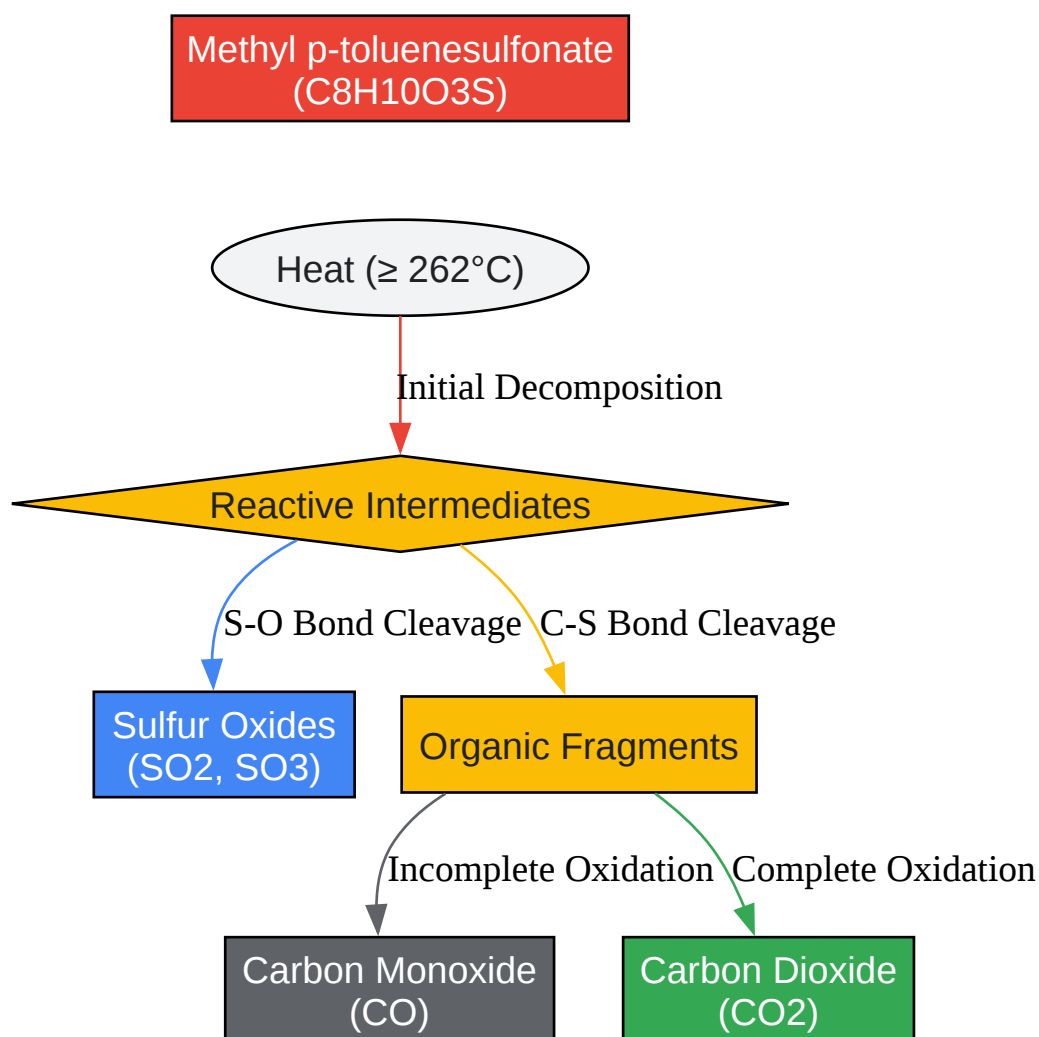 Methyl p-toluenesulfonate
(C8H10O3S)
Heat (≥ 262°C)
Initial Decomposition
Reactive Intermediates
S-O Bond Cleavage
C-S Bond Cleavage
Sulfur Oxides
(SO2, SO3)
Organic Fragments
Incomplete Oxidation
Complete Oxidation
Carbon Monoxide
(CO)
Carbon Dioxide
(CO2)